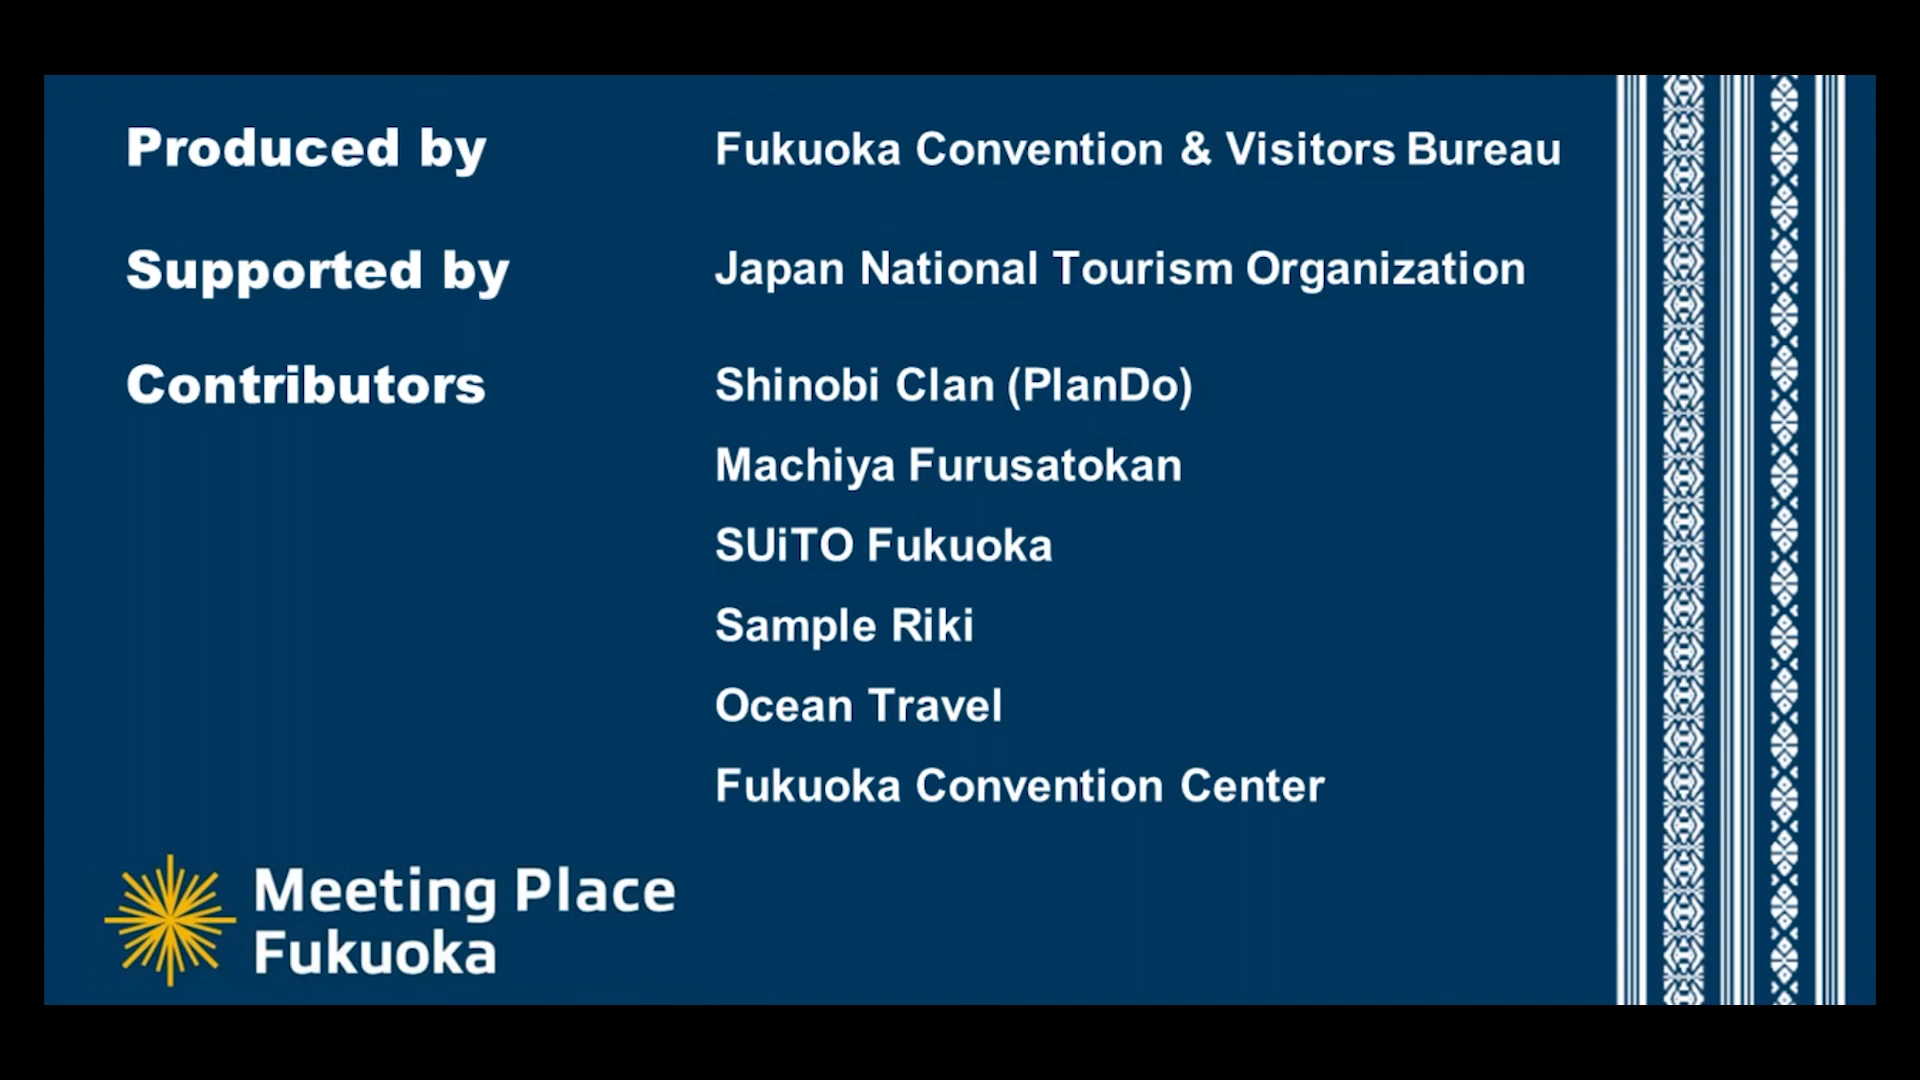 Produced by Fukuoka Convention & Visitors Bureau
Supported by Japan National Tourism Organization
Contributors Shinobi Clan (PlanDo)
Machiya Furusatokan
SUiTO Fukuoka
Sample Riki
Ocean Travel
Fukuoka Convention Center
Meeting Place
Fukuoka